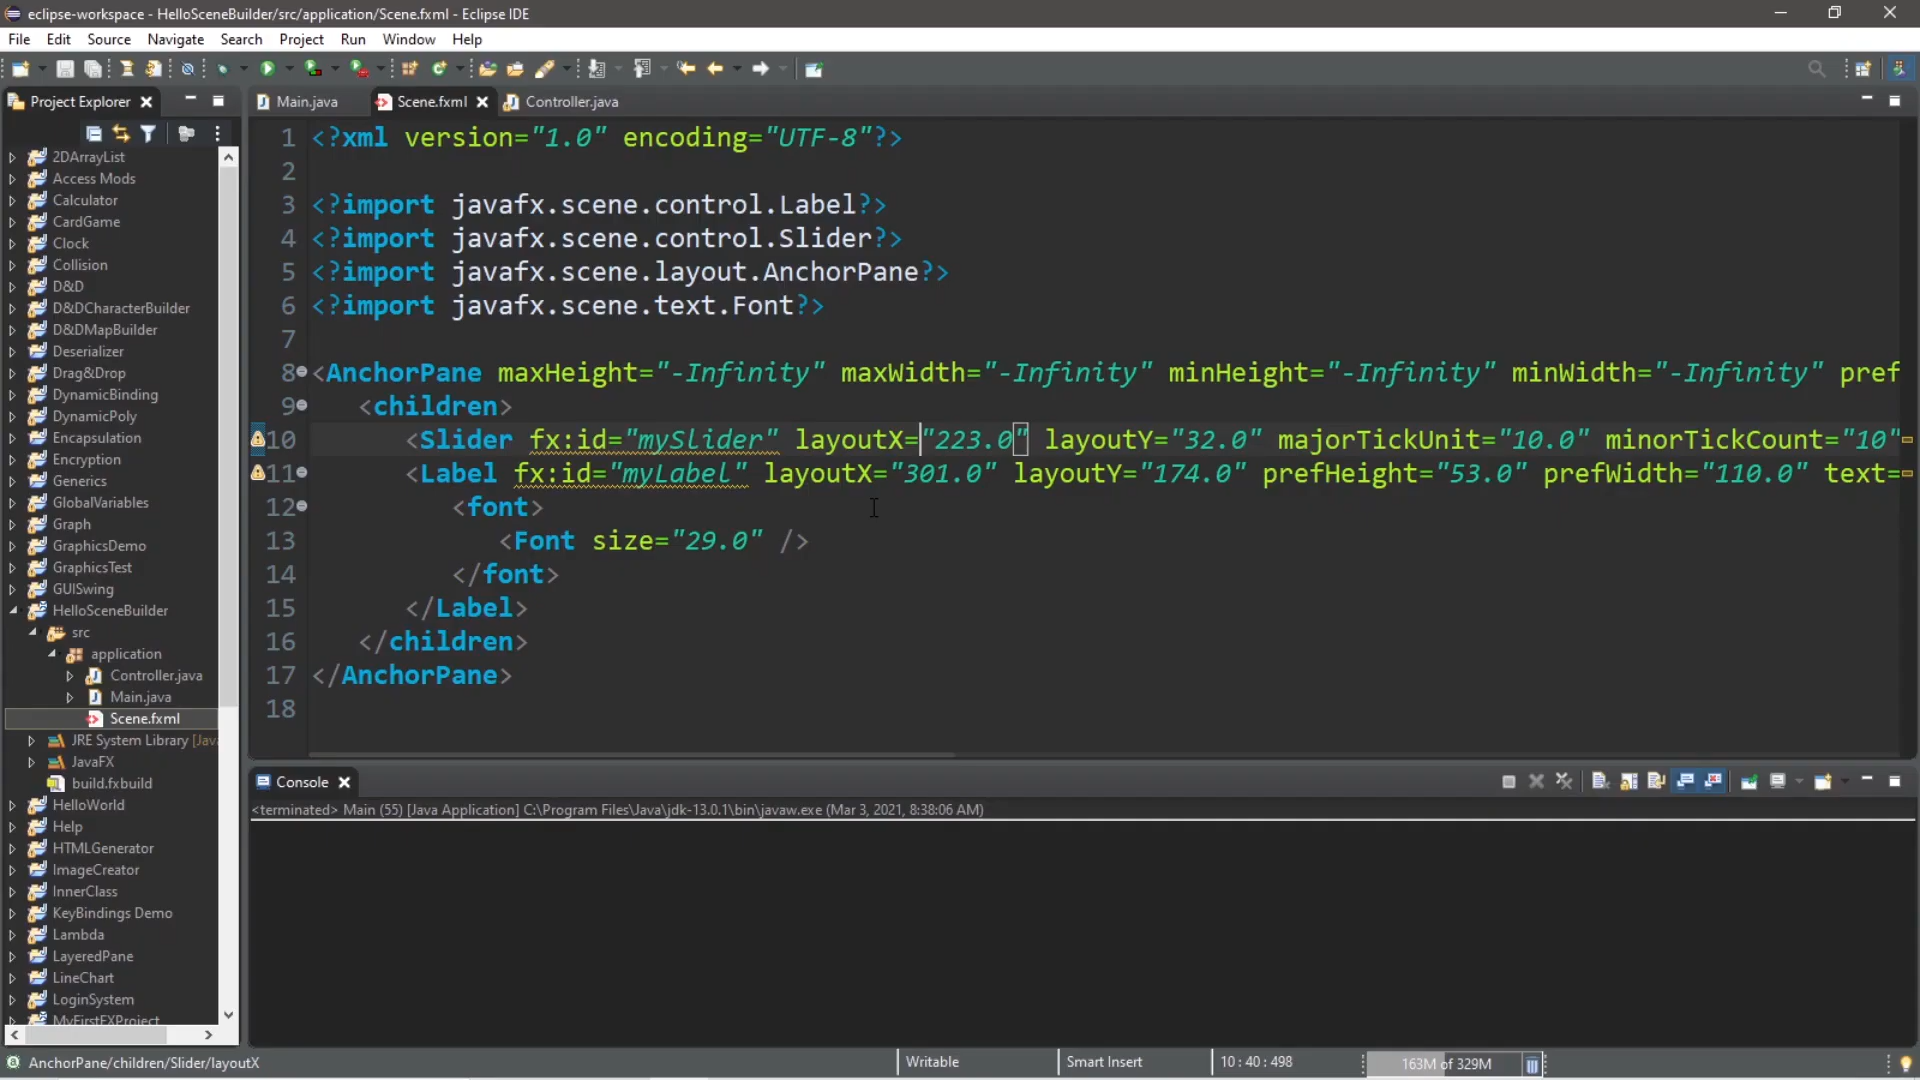 eclipse-workspace - HelloSceneBuilder/src/application/Scene.fxml - Eclipse IDE
File Edit Source Navigate Search Project Run Window Help
Project Explorer
Main.java Scene.fxml Controller.java
2DArrayList
Access Mods
Calculator
CardGame
Clock
Collision
D&D
D&DCharacterBuilder
D&DMapBuilder
Deserializer
Drag&Drop
DynamicBinding
DynamicPoly
Encapsulation
Encryption
Generics
GlobalVariables
Graph
GraphicsDemo
GraphicsTest
GUISwing
HelloSceneBuilder
src
application
Controller.java
Main.java
Scene.fxml
JRE System Library [Jav
JavaFX
build.fxbuild
HelloWorld
Help
HTMLGenerator
ImageCreator
InnerClass
KeyBindings Demo
Lambda
LayeredPane
LineChart
LoginSystem
MyFirstFXProject
1 <?xml version="1.0" encoding="UTF-8"?>
2
3 <?import javafx.scene.control.Label?>
4 <?import javafx.scene.control.Slider?>
5 <?import javafx.scene.layout.AnchorPane?>
6 <?import javafx.scene.text.Font?>
7
8 <AnchorPane maxHeight="-Infinity" maxWidth="-Infinity" minHeight="-Infinity" minWidth="-Infinity" pref
9 <children>
10 <Slider fx:id="mySlider" layoutX="223.0" layoutY="32.0" majorTickUnit="10.0" minorTickCount="10"
11 <Label fx:id="myLabel" layoutX="301.0" layoutY="174.0" prefHeight="53.0" prefWidth="110.0" text=
12 <font>
13 <Font size="29.0" />
14 </font>
15 </Label>
16 </children>
17 </AnchorPane>
18
Console
<terminated> Main (55) [Java Application] C:\Program Files\Java\jdk-13.0.1\bin\javaw.exe (Mar 3, 2021, 8:38:06 AM)
AnchorPane/children/Slider/layoutX Writable Smart Insert 10 : 40 : 498 163M of 329M